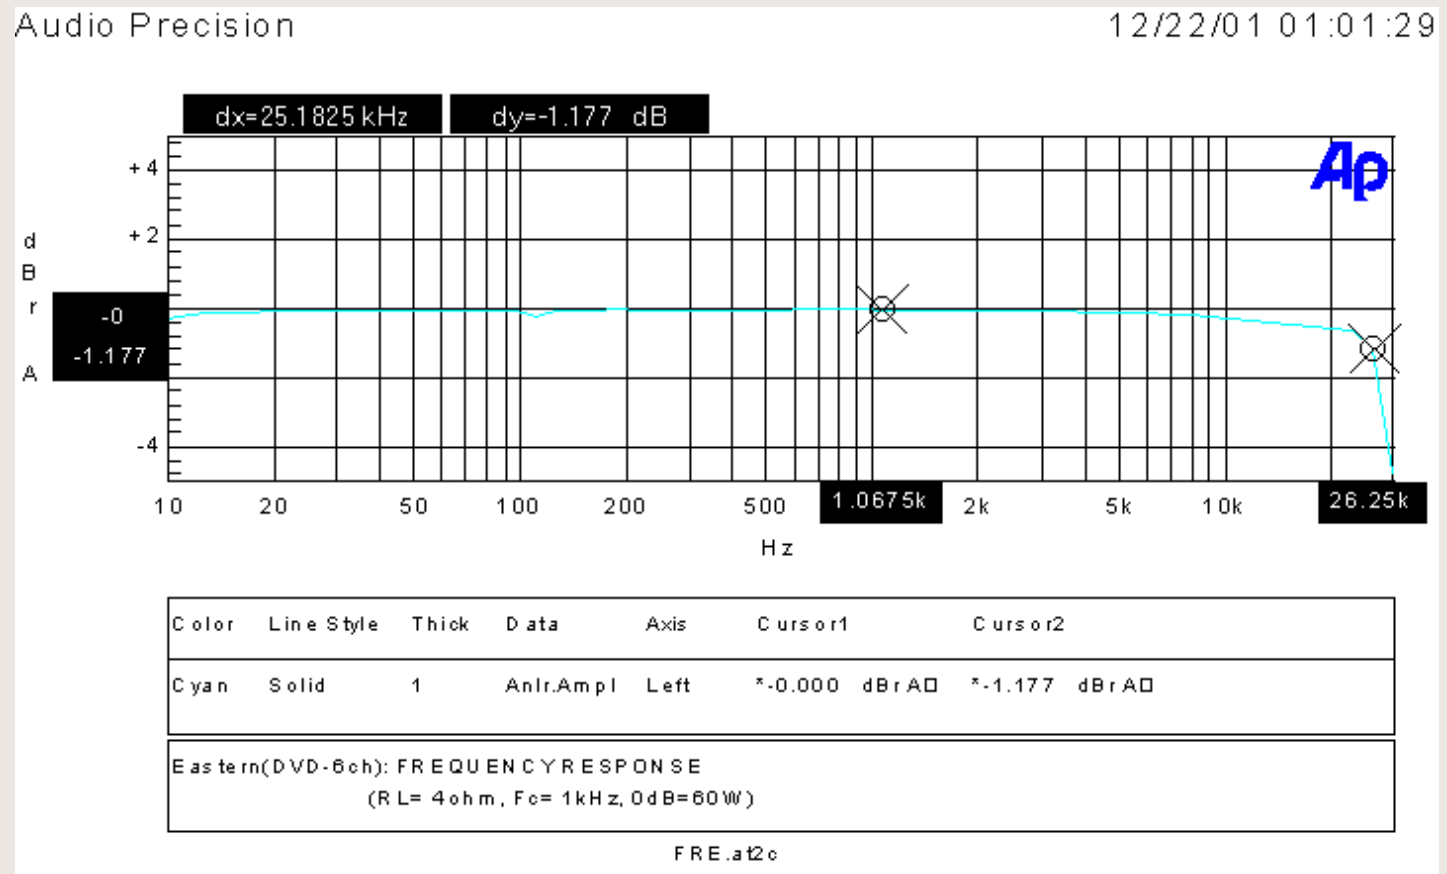 Audio Precision 12/22/01 01:01:29
dx=25.1825 kHz dy=-1.177 dB
Ap
+4
+2
dBrA
-0
-1.177
-4
10 20 50 100 200 500 1.0675k 2k 5k 10k 26.25k
Hz
Color Line Style Thick Data Axis Cursor1 Cursor2
Cyan Solid 1 Anlr.Ampl Left *-0.000 dBrA□ *-1.177 dBrA□
Eastern(DVD-6ch): FREQUENCYRESPONSE
(RL= 4ohm, Fc= 1kHz, 0dB=60W)
FRE.at2c